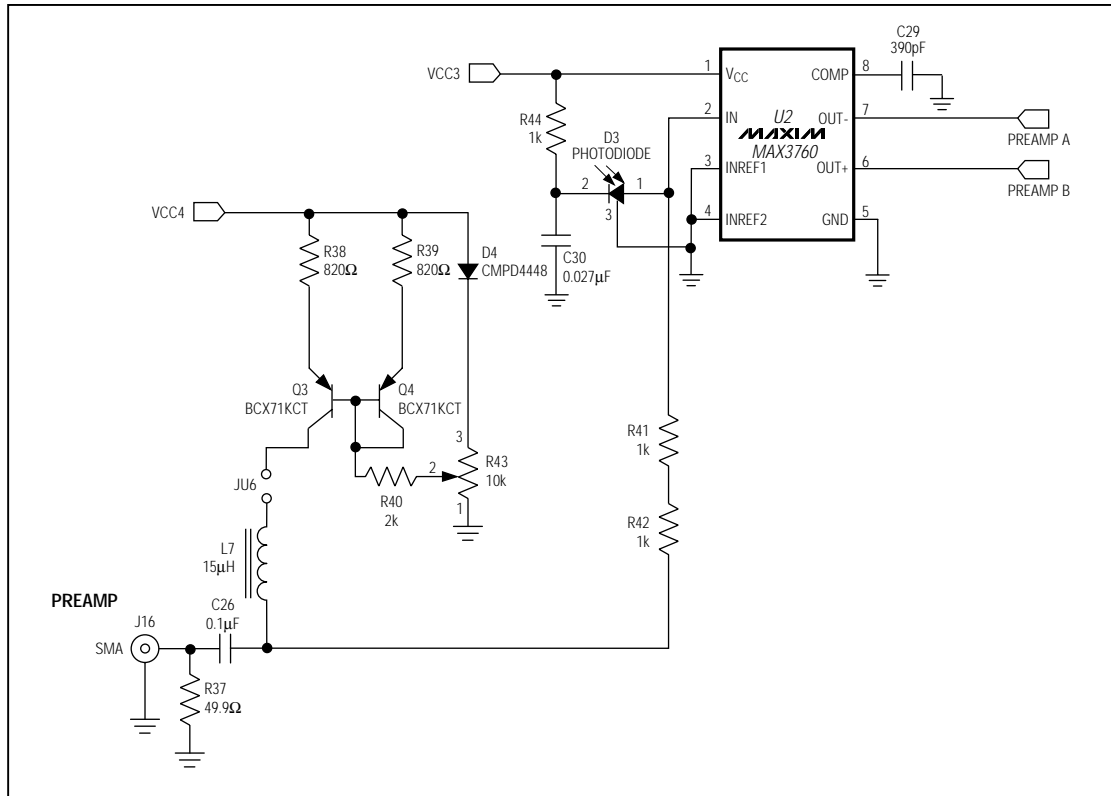 C29
390pF
VCC3
1
VCC
COMP
8
R44
1k
2
IN
U2
OUT-
7
MAXIM
MAX3760
PREAMP A
D3
PHOTODIODE
2
1
3
3
INREF1
OUT+
6
PREAMP B
4
INREF2
GND
5
VCC4
R38
820Ω
R39
820Ω
D4
CMPD4448
C30
0.027µF
Q3
BCX71KCT
Q4
BCX71KCT
3
R43
10k
2
1
R40
2k
R41
1k
R42
1k
JU6
L7
15µH
PREAMP
J16
SMA
C26
0.1µF
R37
49.9Ω